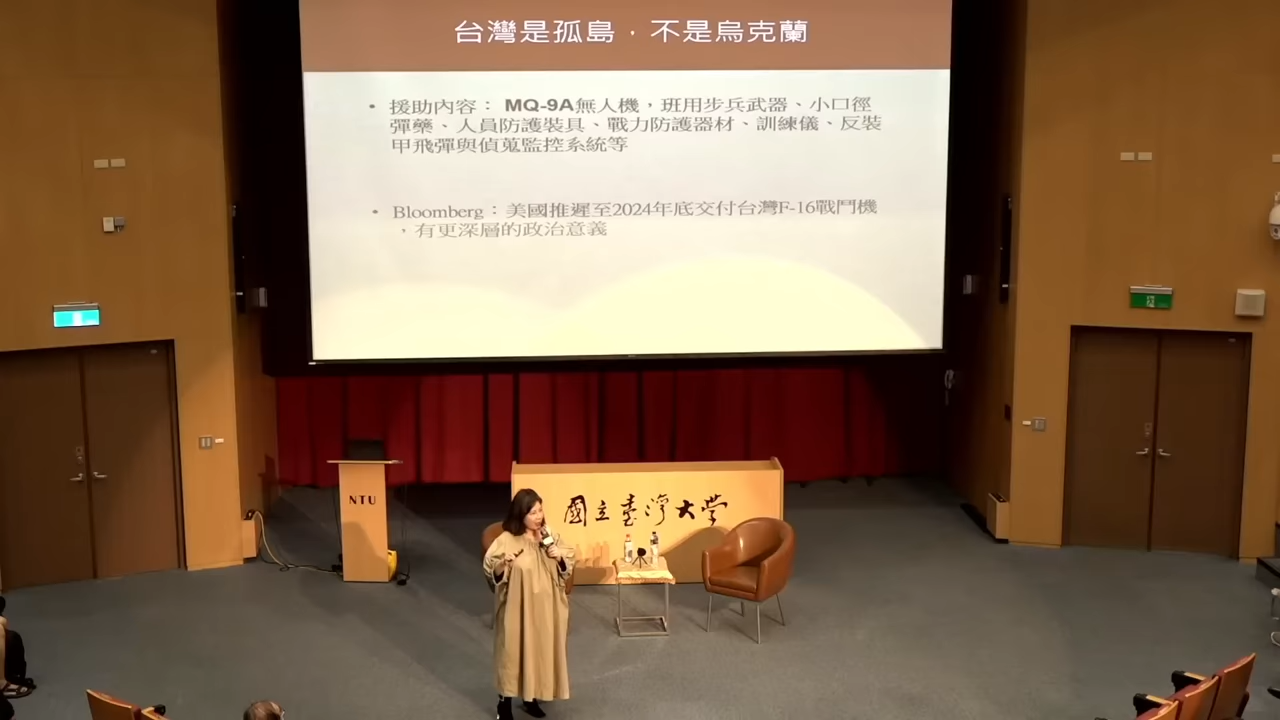 台灣是孤島，不是烏克蘭
• 援助內容： MQ-9A無人機，班用步兵武器、小口徑
彈藥、人員防護裝具、戰力防護器材、訓練儀、反裝
甲飛彈與偵蒐監控系統等
• Bloomberg：美國推遲至2024年底交付台灣F-16戰鬥機
，有更深層的政治意義
NTU
國立臺灣大学